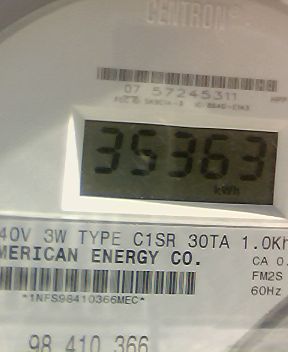 CENTRON®
07 57245311
35363
kWh
40V 3W TYPE C1SR 30TA 1.0Kh
MERICAN ENERGY CO.
CA 0.
FM2S
*1NFS98410366MEC*
60Hz
98 410 366